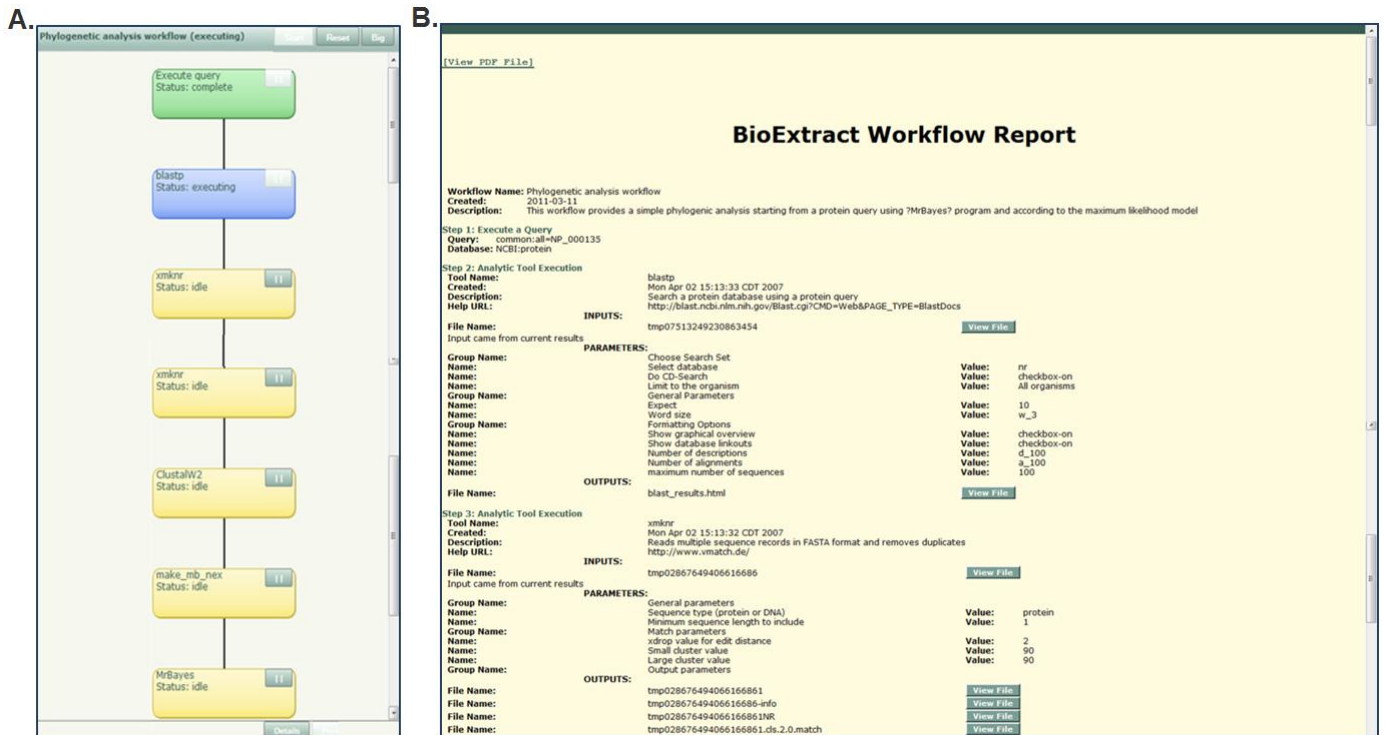 A.
Phylogenetic analysis workflow (executing) Reset Big
Execute query
Status: complete
blastp
Status: executing
xmknr
Status: idle
xmknr
Status: idle
ClustalW2
Status: idle
make_mb_nex
Status: idle
MrBayes
Status: idle
Details
B.
[View PDF File]
BioExtract Workflow Report
Workflow Name: Phylogenetic analysis workflow
Created: 2011-03-11
Description: This workflow provides a simple phylogenic analysis starting from a protein query using ?MrBayes? program and according to the maximum likelihood model
Step 1: Execute a Query
Query: common:all=NP_000135
Database: NCBI:protein
Step 2: Analytic Tool Execution
Tool Name: blastp
Created: Mon Apr 02 15:13:33 CDT 2007
Description: Search a protein database using a protein query
Help URL: http://blast.ncbi.nlm.nih.gov/Blast.cgi?CMD=Web&PAGE_TYPE=BlastDocs
INPUTS:
File Name: tmp07513249230863454 View File
Input came from current results
PARAMETERS:
Group Name: Choose Search Set
Name: Select database Value: nr
Name: Do CD-Search Value: checkbox-on
Name: Limit to the organism Value: All organisms
Group Name: General Parameters
Name: Expect Value: 10
Name: Word size Value: w_3
Group Name: Formatting Options
Name: Show graphical overview Value: checkbox-on
Name: Show database linkouts Value: checkbox-on
Name: Number of descriptions Value: d_100
Name: Number of alignments Value: a_100
Name: maximum number of sequences Value: 100
OUTPUTS:
File Name: blast_results.html View File
Step 3: Analytic Tool Execution
Tool Name: xmknr
Created: Mon Apr 02 15:13:32 CDT 2007
Description: Reads multiple sequence records in FASTA format and removes duplicates
Help URL: http://www.vmatch.de/
INPUTS:
File Name: tmp02867649406616686 View File
Input came from current results
PARAMETERS:
Group Name: General parameters
Name: Sequence type (protein or DNA) Value: protein
Name: Minimum sequence length to include Value: 1
Group Name: Match parameters
Name: xdrop value for edit distance Value: 2
Name: Small cluster value Value: 90
Name: Large cluster value Value: 90
Group Name: Output parameters
OUTPUTS:
File Name: tmp028676494066166861 View File
File Name: tmp02867649406616686-info View File
File Name: tmp028676494066166861NR View File
File Name: tmp028676494066166861.cls.2.0.match View File